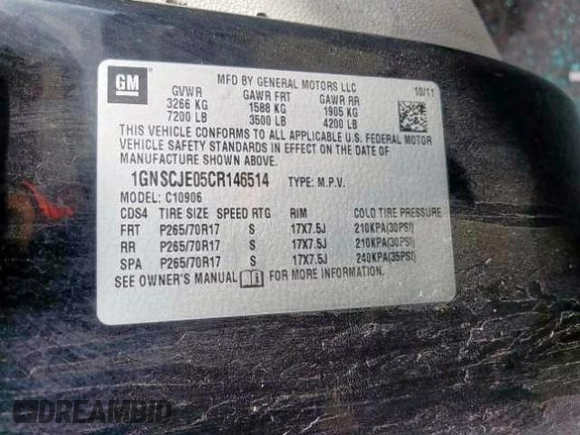 GM
MFD BY GENERAL MOTORS LLC
10/11
GVWR GAWR FRT GAWR RR
3266 KG 1588 KG 1905 KG
7200 LB 3500 LB 4200 LB
THIS VEHICLE CONFORMS TO ALL APPLICABLE U.S. FEDERAL MOTOR
VEHICLE SAFETY STANDARDS IN EFFECT ON THE DATE OF
MANUFACTURE SHOWN ABOVE.
1GNSCJE05CR146514 TYPE: M.P.V.
MODEL: C10906
CDS4 TIRE SIZE SPEED RTG RIM COLD TIRE PRESSURE
FRT P265/70R17 S 17X7.5J 210KPA(30PSI)
RR P265/70R17 S 17X7.5J 210KPA(30PSI)
SPA P265/70R17 S 17X7.5J 240KPA(35PSI)
SEE OWNER'S MANUAL FOR MORE INFORMATION.
DREAMBID